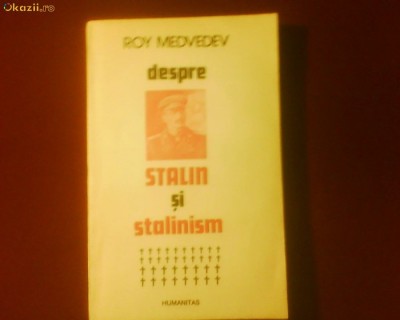 Okazii.ro
ROY MEDVEDEV
despre
STALIN
și
stalinism
HUMANITAS